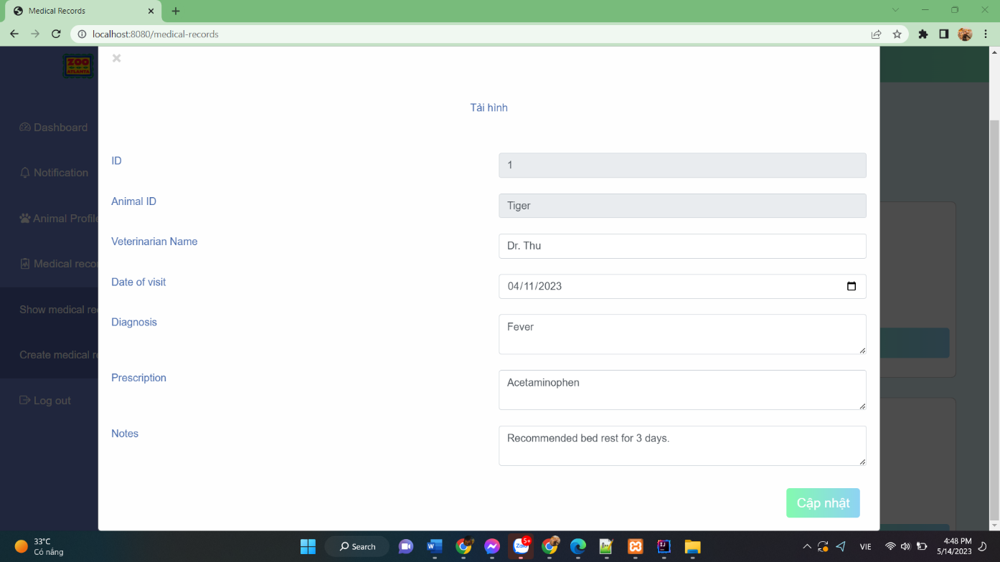 Medical Records
localhost:8080/medical-records
ZOO
ATLANTA
Dashboard
Notification
Animal Profile
Medical reco
Show medical re
Create medical r
Log out
Tải hình
ID
1
Animal ID
Tiger
Veterinarian Name
Dr. Thu
Date of visit
04/11/2023
Diagnosis
Fever
Prescription
Acetaminophen
Notes
Recommended bed rest for 3 days.
Cập nhật
33°C
Có nắng
Search
W
Zalo
5+
IJ
VIE
4:48 PM
5/14/2023